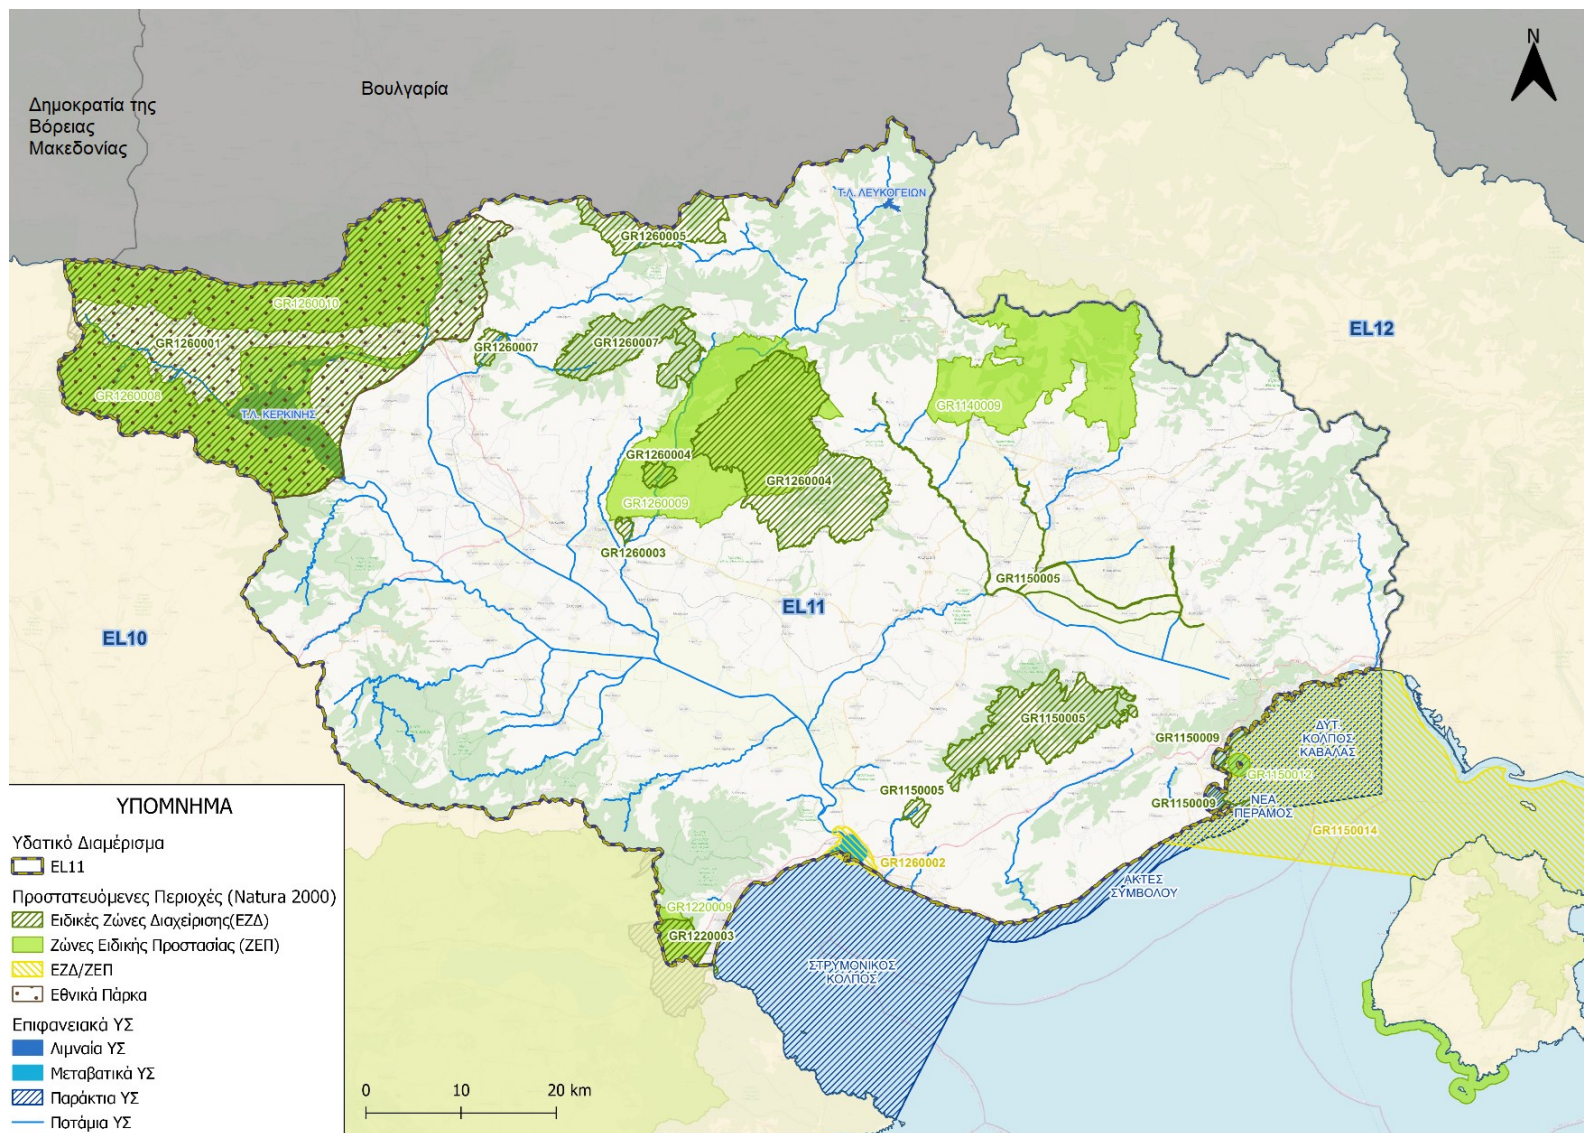 N
Βουλγαρία
Δημοκρατία της
Βόρειας
Μακεδονίας
Τ.Λ. ΛΕΥΚΟΓΕΙΩΝ
GR1260005
GR1260010
EL12
GR1260001
GR1260007
GR1260007
GR1260008
GR1140009
Τ.Λ. ΚΕΡΚΙΝΗΣ
GR1260004
GR1260004
GR1260009
GR1260003
GR1150005
EL11
EL10
GR1150005
ΔΥΤ.
ΚΟΛΠΟΣ
ΚΑΒΑΛΑΣ
GR1150009
GR1150012
GR1150005
GR1150009
ΝΕΑ
ΠΕΡΑΜΟΣ
GR1150014
GR1260002
ΑΚΤΕΣ
ΣΥΜΒΟΛΟΥ
GR1220009
GR1220003
ΣΤΡΥΜΟΝΙΚΟΣ
ΚΟΛΠΟΣ
ΥΠΟΜΝΗΜΑ
Υδατικό Διαμέρισμα
EL11
Προστατευόμενες Περιοχές (Natura 2000)
Ειδικές Ζώνες Διαχείρισης(ΕΖΔ)
Ζώνες Ειδικής Προστασίας (ΖΕΠ)
ΕΖΔ/ΖΕΠ
Εθνικά Πάρκα
Επιφανειακά ΥΣ
Λιμναία ΥΣ
Μεταβατικά ΥΣ
Παράκτια ΥΣ
Ποτάμια ΥΣ
0 10 20 km